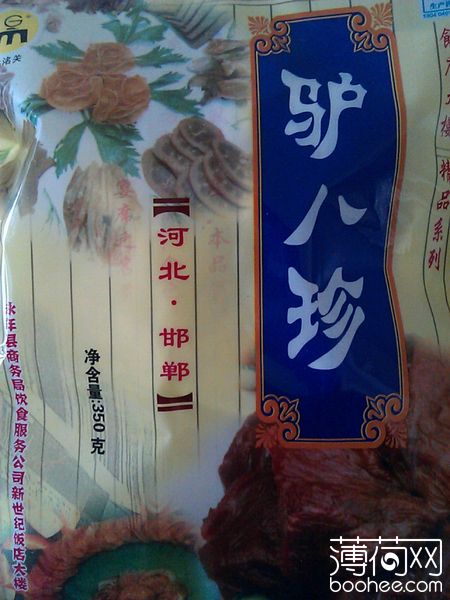 驴八珍
精品系列
本品
【河北·邯郸】
净含量:350克
永年县商务局饮食服务公司新世纪饭店大楼
薄荷网
boohee.com